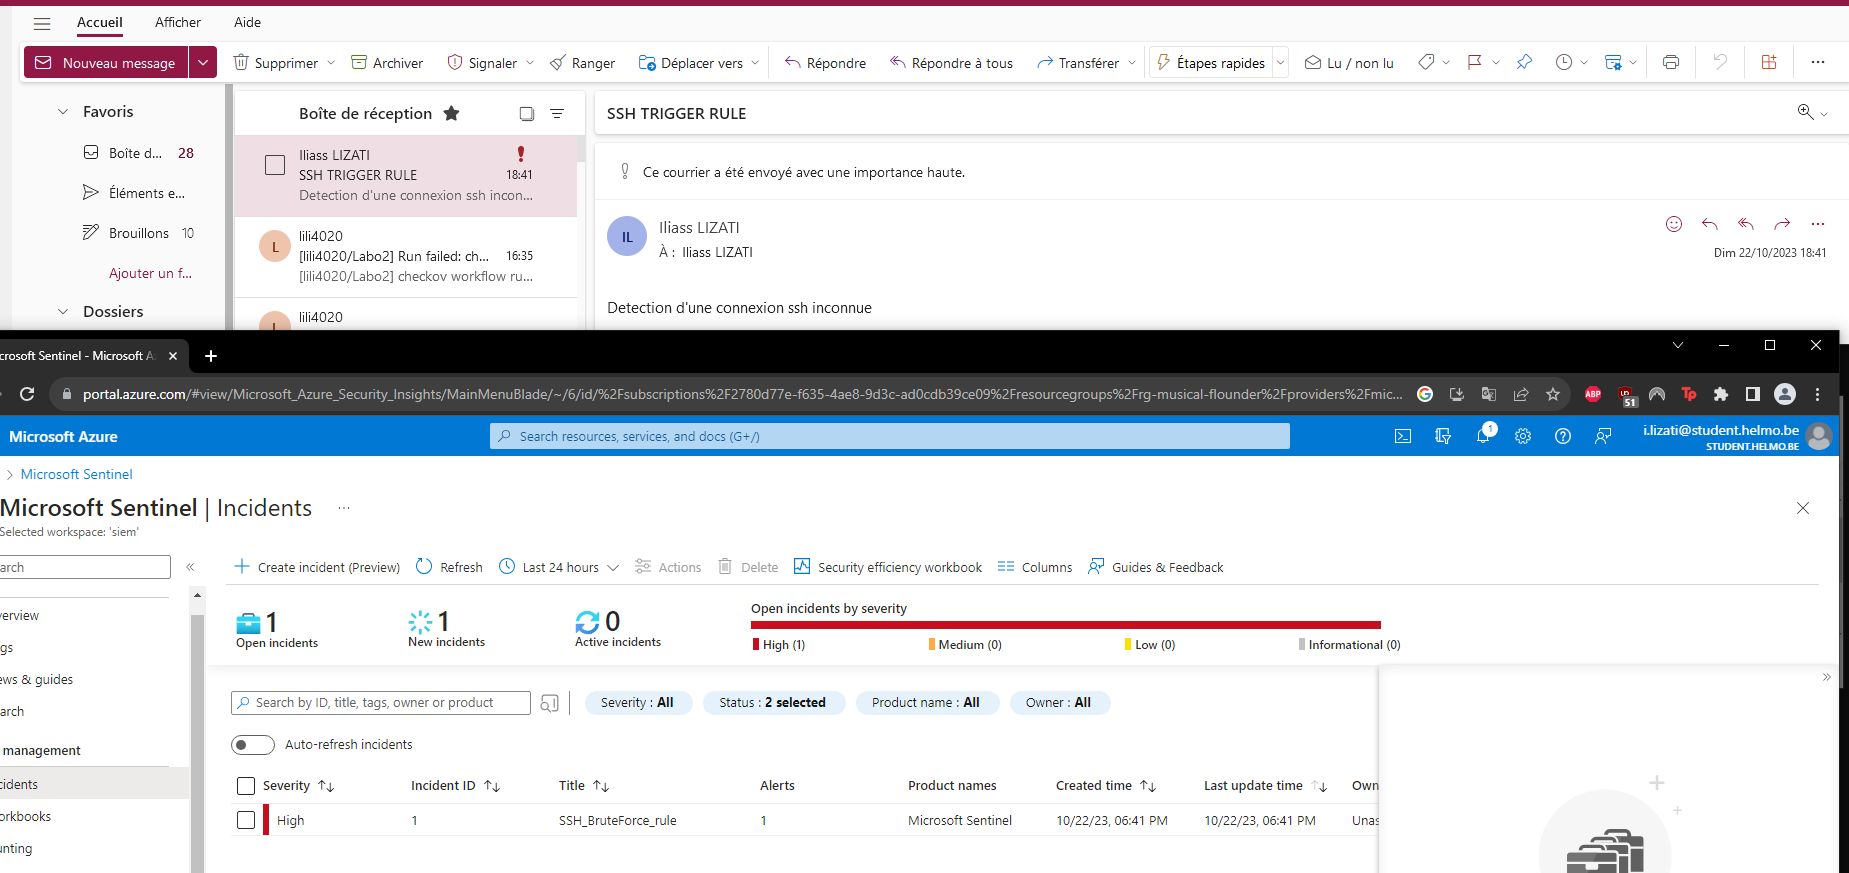 Accueil Afficher Aide
Nouveau message Supprimer Archiver Signaler Ranger Déplacer vers Répondre Répondre à tous Transférer Étapes rapides Lu / non lu
Favoris
Boîte d... 28
Éléments e...
Brouillons 10
Ajouter un f...
Dossiers
Boîte de réception
Iliass LIZATI
SSH TRIGGER RULE 18:41
Detection d'une connexion ssh incon...
L
lili4020
[lili4020/Labo2] Run failed: ch... 16:35
[lili4020/Labo2] checkov workflow ru...
lili4020
SSH TRIGGER RULE
Ce courrier a été envoyé avec une importance haute.
IL
Iliass LIZATI
À : Iliass LIZATI
Dim 22/10/2023 18:41
Detection d'une connexion ssh inconnue
crosoft Sentinel - Microsoft A
portal.azure.com/#view/Microsoft_Azure_Security_Insights/MainMenuBlade/~/6/id/%2Fsubscriptions%2F2780d77e-f635-4ae8-9d3c-ad0cdb39ce09%2Fresourcegroups%2Frg-musical-flounder%2Fproviders%2Fmic...
ABP 51 Tp
Microsoft Azure
Search resources, services, and docs (G+/)
1
i.lizati@student.helmo.be
STUDENT.HELMO.BE
Microsoft Sentinel
Microsoft Sentinel | Incidents ...
Selected workspace: 'siem'
arch
Create incident (Preview) Refresh Last 24 hours Actions Delete Security efficiency workbook Columns Guides & Feedback
verview
gs
ews & guides
arch
management
cidents
orkbooks
unting
1
Open incidents
1
New incidents
0
Active incidents
Open incidents by severity
High (1) Medium (0) Low (0) Informational (0)
Search by ID, title, tags, owner or product
Severity : All Status : 2 selected Product name : All Owner : All
Auto-refresh incidents
Severity Incident ID Title Alerts Product names Created time Last update time Own
High 1 SSH_BruteForce_rule 1 Microsoft Sentinel 10/22/23, 06:41 PM 10/22/23, 06:41 PM Unas